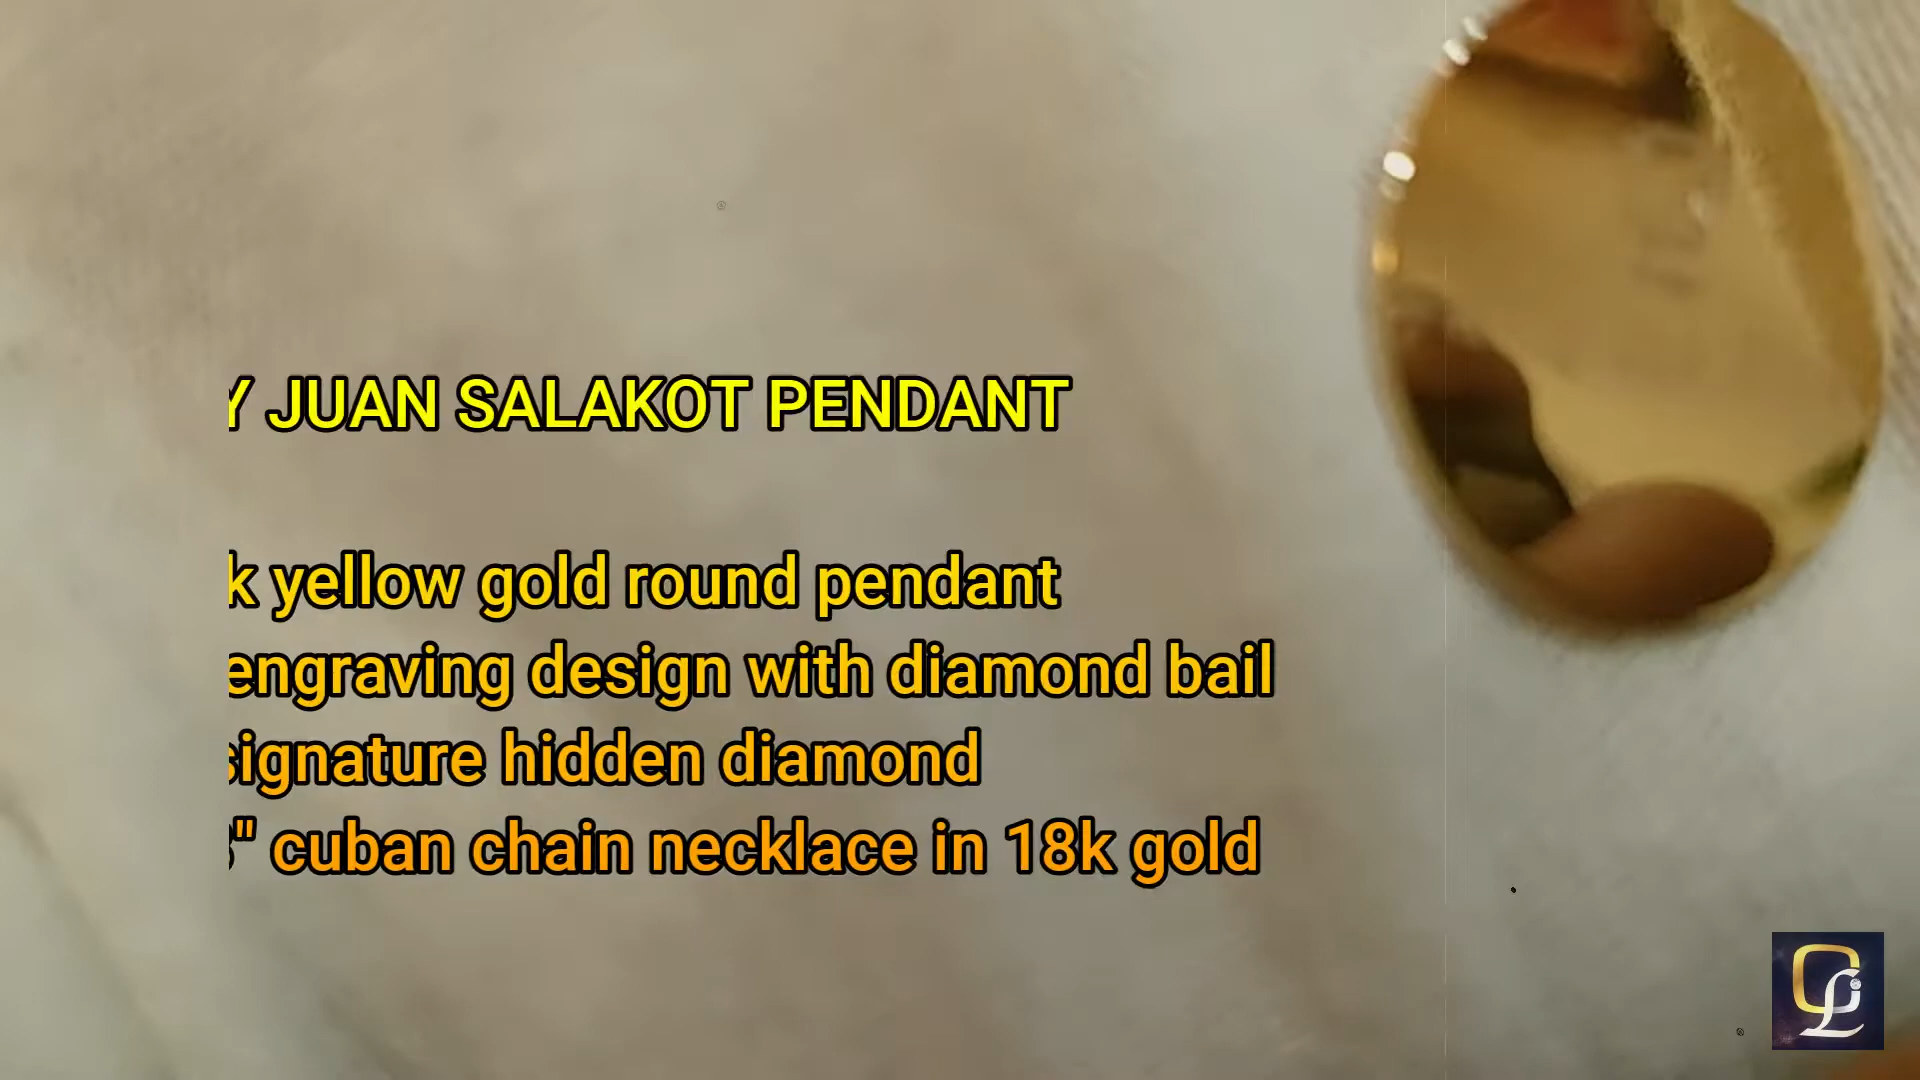 Y JUAN SALAKOT PENDANT
k yellow gold round pendant
engraving design with diamond bail
signature hidden diamond
" cuban chain necklace in 18k gold